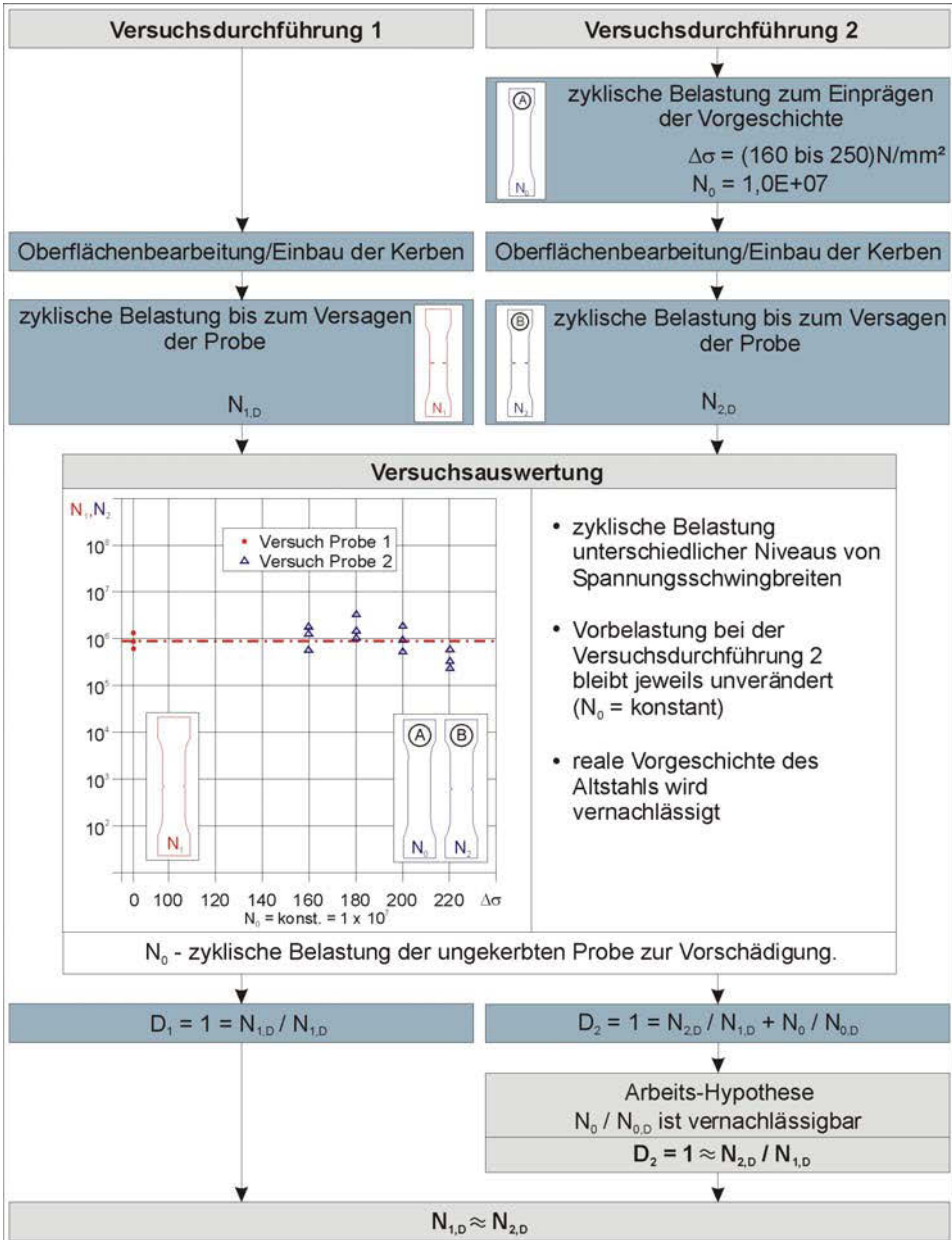 Versuchsdurchführung 1
Versuchsdurchführung 2
A
N₀
zyklische Belastung zum Einprägen
der Vorgeschichte
Δσ = (160 bis 250)N/mm²
N₀ = 1,0E+07
Oberflächenbearbeitung/Einbau der Kerben
Oberflächenbearbeitung/Einbau der Kerben
zyklische Belastung bis zum Versagen
der Probe
N₁,D
N₁
B
N₂
zyklische Belastung bis zum Versagen
der Probe
N₂,D
Versuchsauswertung
N₁,N₂
Versuch Probe 1
Versuch Probe 2
10⁸
10⁷
10⁶
10⁵
10⁴
10³
10²
N₁
A
B
N₀
N₂
0 100 120 140 160 180 200 220 Δσ
N₀ = konst. = 1 x 10⁷
• zyklische Belastung
unterschiedlicher Niveaus von
Spannungsschwingbreiten
• Vorbelastung bei der
Versuchsdurchführung 2
bleibt jeweils unverändert
(N₀ = konstant)
• reale Vorgeschichte des
Altstahls wird
vernachlässigt
N₀ - zyklische Belastung der ungekerbten Probe zur Vorschädigung.
D₁ = 1 = N₁,D / N₁,D
D₂ = 1 = N₂,D / N₁,D + N₀ / N₀,D
Arbeits-Hypothese
N₀ / N₀,D ist vernachlässigbar
D₂ = 1 ≈ N₂,D / N₁,D
N₁,D ≈ N₂,D